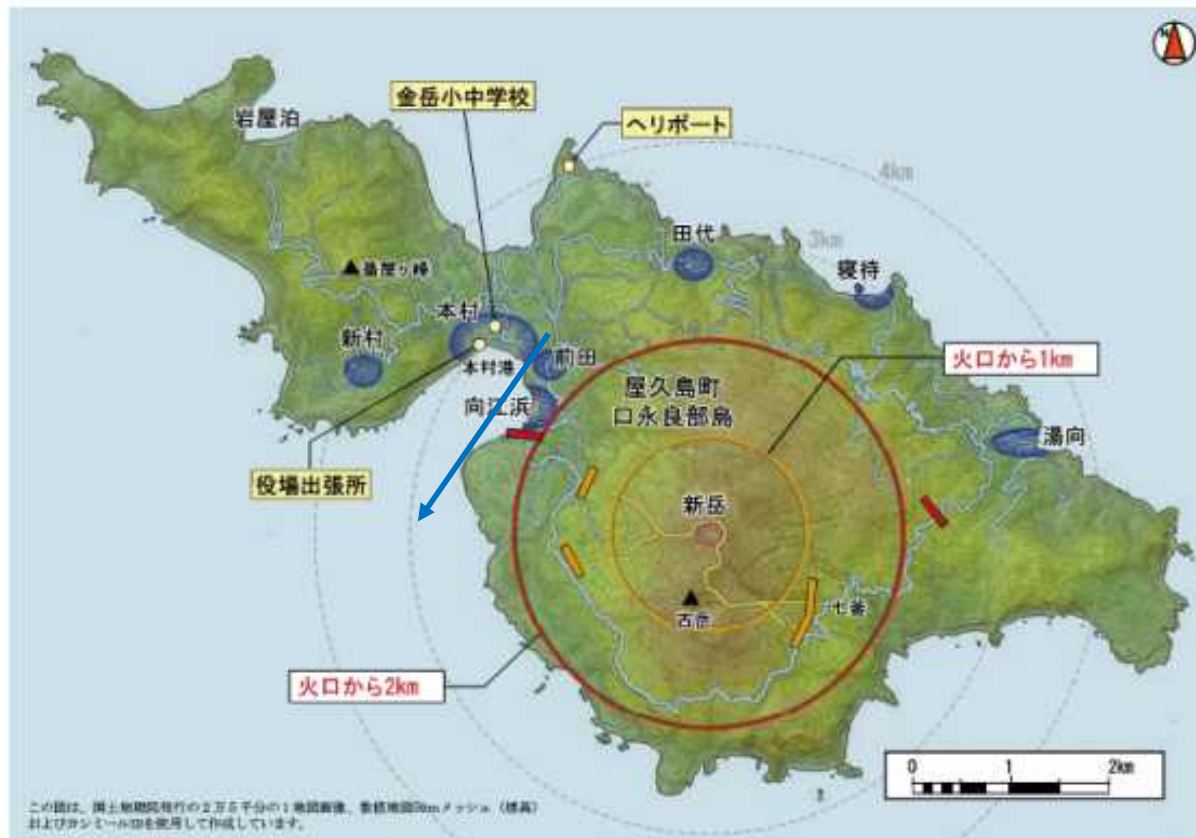 N
金岳小中学校
岩屋泊
ヘリポート
4km
田代
3km
寝待
番屋ヶ峰
本村
新村
前田
本村港
火口から1km
屋久島町
口永良部島
向江浜
湯向
役場出張所
新岳
七釜
古岳
火口から2km
0 1 2km
この図は、国土地理院発行の2万5千分の1地図画像、数値地図50mメッシュ(標高)